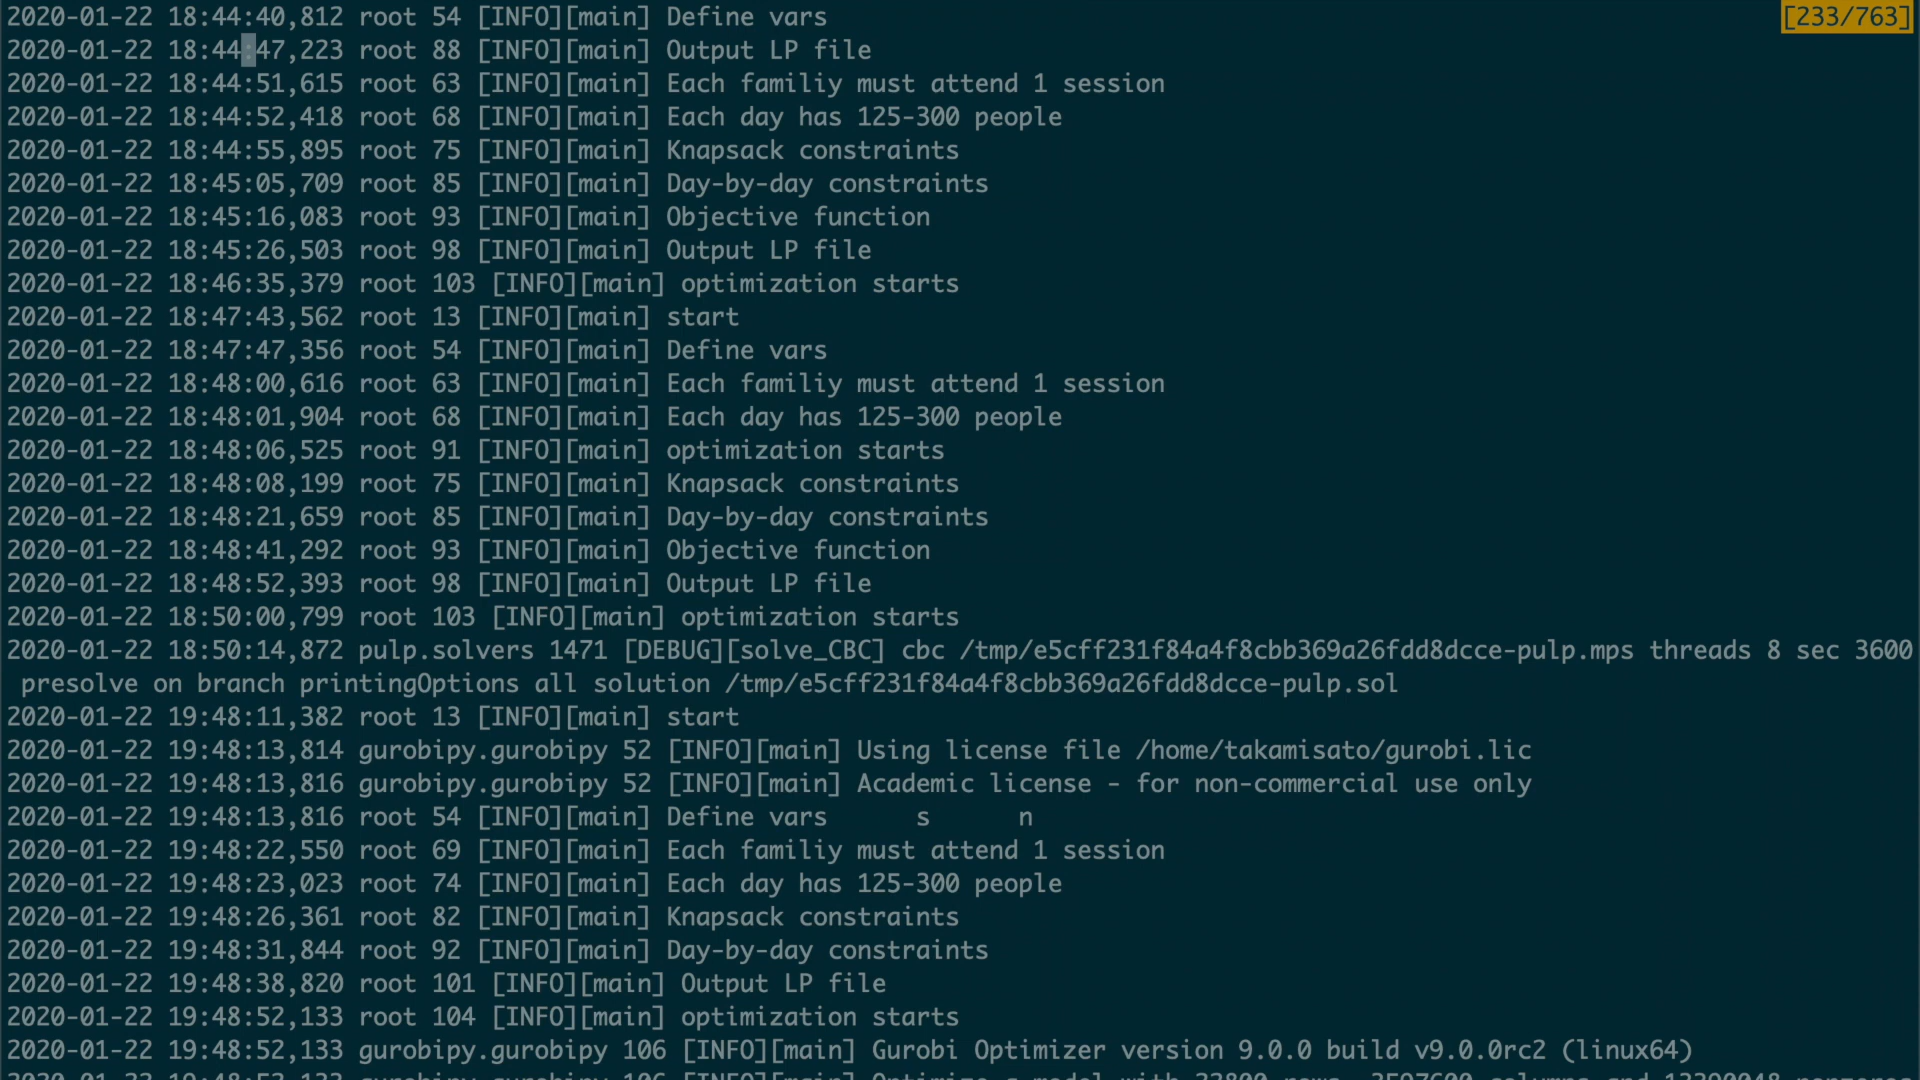 2020-01-22 18:44:40,812 root 54 [INFO][main] Define vars [233/763]
2020-01-22 18:44:47,223 root 88 [INFO][main] Output LP file
2020-01-22 18:44:51,615 root 63 [INFO][main] Each familiy must attend 1 session
2020-01-22 18:44:52,418 root 68 [INFO][main] Each day has 125-300 people
2020-01-22 18:44:55,895 root 75 [INFO][main] Knapsack constraints
2020-01-22 18:45:05,709 root 85 [INFO][main] Day-by-day constraints
2020-01-22 18:45:16,083 root 93 [INFO][main] Objective function
2020-01-22 18:45:26,503 root 98 [INFO][main] Output LP file
2020-01-22 18:46:35,379 root 103 [INFO][main] optimization starts
2020-01-22 18:47:43,562 root 13 [INFO][main] start
2020-01-22 18:47:47,356 root 54 [INFO][main] Define vars
2020-01-22 18:48:00,616 root 63 [INFO][main] Each familiy must attend 1 session
2020-01-22 18:48:01,904 root 68 [INFO][main] Each day has 125-300 people
2020-01-22 18:48:06,525 root 91 [INFO][main] optimization starts
2020-01-22 18:48:08,199 root 75 [INFO][main] Knapsack constraints
2020-01-22 18:48:21,659 root 85 [INFO][main] Day-by-day constraints
2020-01-22 18:48:41,292 root 93 [INFO][main] Objective function
2020-01-22 18:48:52,393 root 98 [INFO][main] Output LP file
2020-01-22 18:50:00,799 root 103 [INFO][main] optimization starts
2020-01-22 18:50:14,872 pulp.solvers 1471 [DEBUG][solve_CBC] cbc /tmp/e5cff231f84a4f8cbb369a26fdd8dcce-pulp.mps threads 8 sec 3600
presolve on branch printingOptions all solution /tmp/e5cff231f84a4f8cbb369a26fdd8dcce-pulp.sol
2020-01-22 19:48:11,382 root 13 [INFO][main] start
2020-01-22 19:48:13,814 gurobipy.gurobipy 52 [INFO][main] Using license file /home/takamisato/gurobi.lic
2020-01-22 19:48:13,816 gurobipy.gurobipy 52 [INFO][main] Academic license - for non-commercial use only
2020-01-22 19:48:13,816 root 54 [INFO][main] Define vars s n
2020-01-22 19:48:22,550 root 69 [INFO][main] Each familiy must attend 1 session
2020-01-22 19:48:23,023 root 74 [INFO][main] Each day has 125-300 people
2020-01-22 19:48:26,361 root 82 [INFO][main] Knapsack constraints
2020-01-22 19:48:31,844 root 92 [INFO][main] Day-by-day constraints
2020-01-22 19:48:38,820 root 101 [INFO][main] Output LP file
2020-01-22 19:48:52,133 root 104 [INFO][main] optimization starts
2020-01-22 19:48:52,133 gurobipy.gurobipy 106 [INFO][main] Gurobi Optimizer version 9.0.0 build v9.0.0rc2 (linux64)